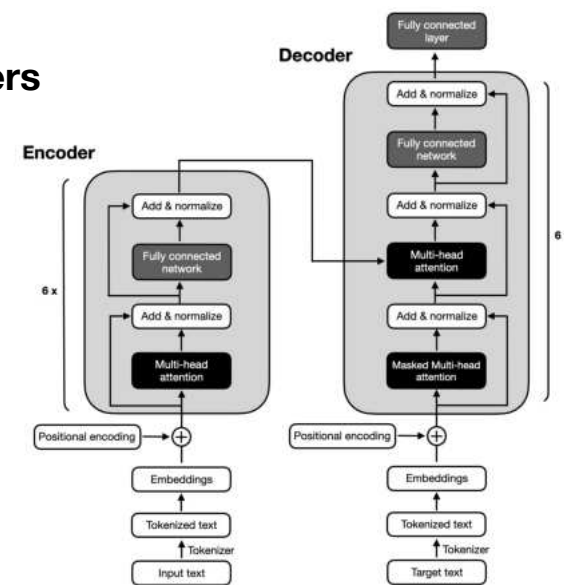 ers
Encoder
6 x
Add & normalize
Fully connected
network
Add & normalize
Multi-head
attention
Positional encoding
+
Embeddings
Tokenized text
Tokenizer
Input text
Decoder
Fully connected
layer
Add & normalize
Fully connected
network
Add & normalize
Multi-head
attention
Add & normalize
Masked Multi-head
attention
6
Positional encoding
+
Embeddings
Tokenized text
Tokenizer
Target text